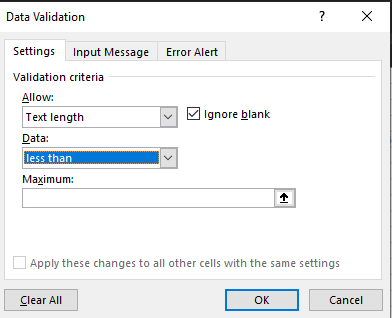 Data Validation ? ×
Settings Input Message Error Alert
Validation criteria
Allow:
Text length Ignore blank
Data:
less than
Maximum:
Apply these changes to all other cells with the same settings
Clear All OK Cancel